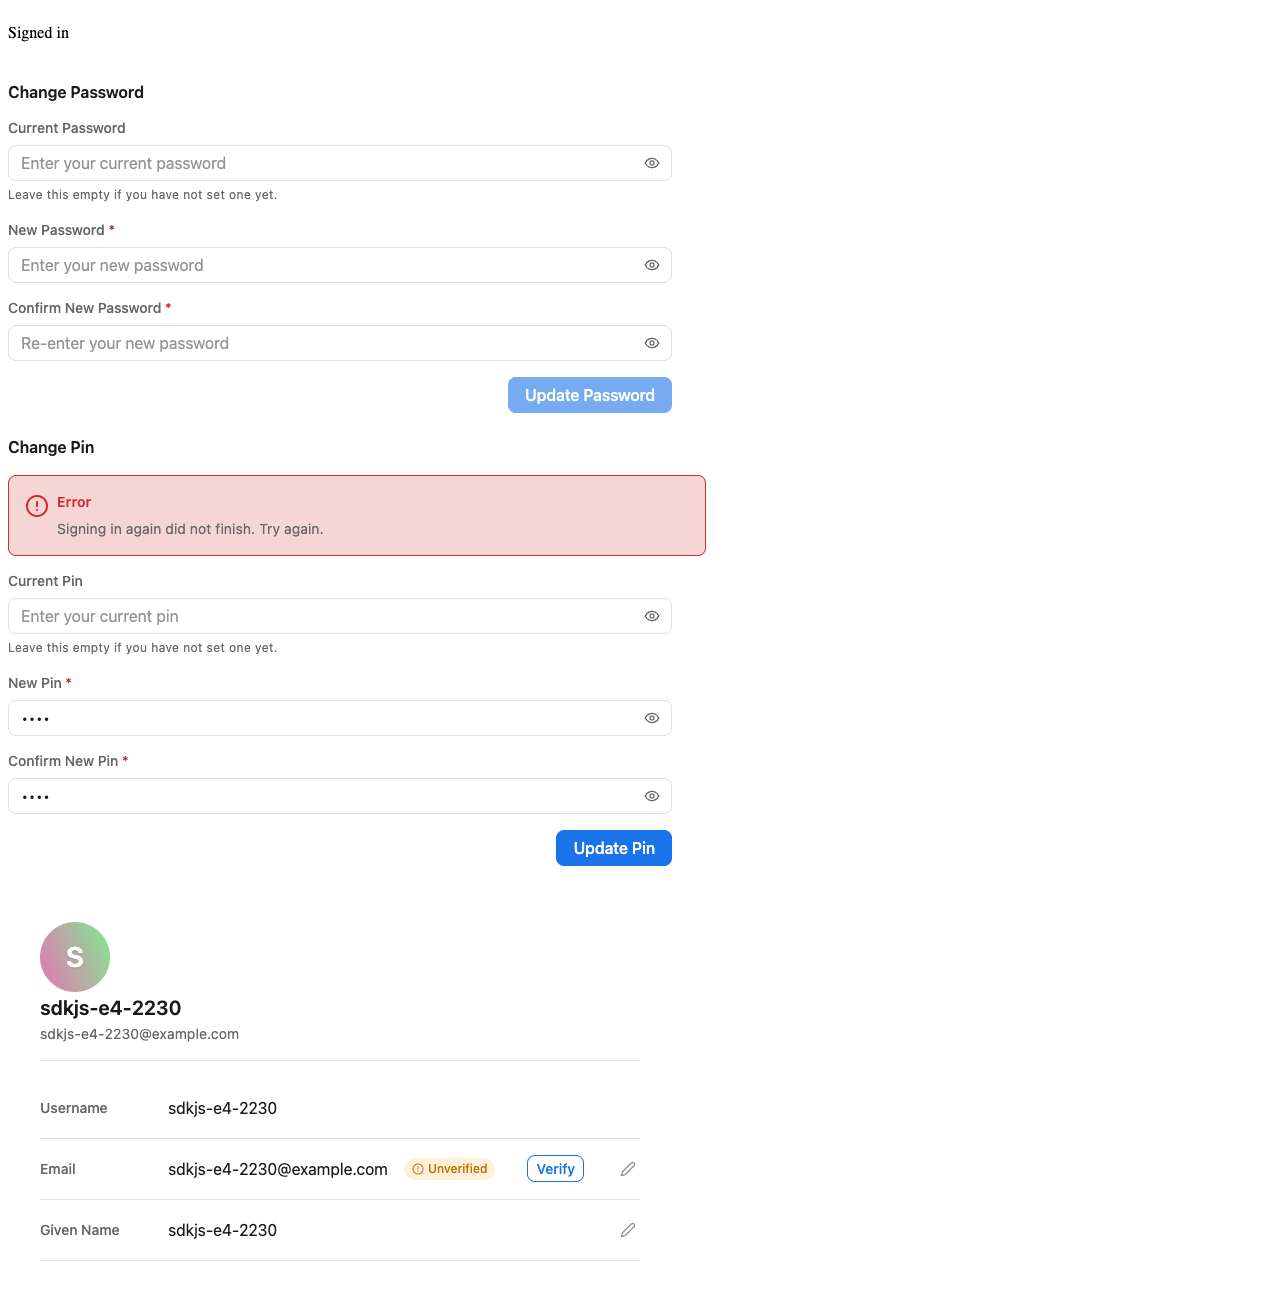 Signed in
Change Password
Current Password
Enter your current password
Leave this empty if you have not set one yet.
New Password *
Enter your new password
Confirm New Password *
Re-enter your new password
Update Password
Change Pin
Error
Signing in again did not finish. Try again.
Current Pin
Enter your current pin
Leave this empty if you have not set one yet.
New Pin *
••••
Confirm New Pin *
••••
Update Pin
S
sdkjs-e4-2230
sdkjs-e4-2230@example.com
Username sdkjs-e4-2230
Email sdkjs-e4-2230@example.com Unverified Verify
Given Name sdkjs-e4-2230